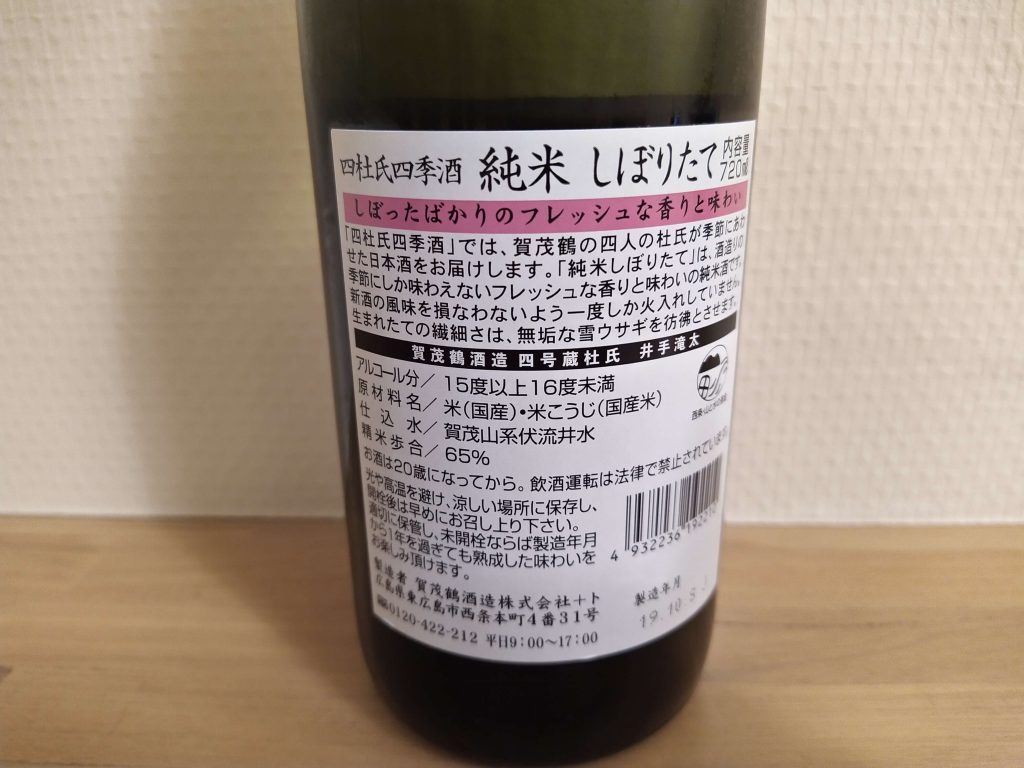 四杜氏四季酒 純米 しぼりたて 内容量 720ml
しぼったばかりのフレッシュな香りと味わい
「四杜氏四季酒」では、賀茂鶴の四人の杜氏が季節にあわ
せた日本酒をお届けします。「純米しぼりたて」は、酒造りの
季節にしか味わえないフレッシュな香りと味わいの純米酒です。
新酒の風味を損なわないよう一度しか火入れしていません。
生まれたての繊細さは、無垢な雪ウサギを彷彿とさせます。
賀茂鶴酒造 四号蔵杜氏 井手滝太
アルコール分／15度以上16度未満
原材料名／米(国産)・米こうじ(国産米)
仕込水／賀茂山系伏流井水
精米歩合／65%
お酒は20歳になってから。飲酒運転は法律で禁止されています。
光や高温を避け、涼しい場所に保存し、
開栓後は早めにお召し上り下さい。
適切に保管し、未開栓ならば製造年月
から1年を過ぎても熟成した味わいを
お楽しみ頂けます。
4 932236
製造者 賀茂鶴酒造株式会社+ト
広島県東広島市西条本町4番31号
0120-422-212 平日9:00〜17:00
製造年月
19.10